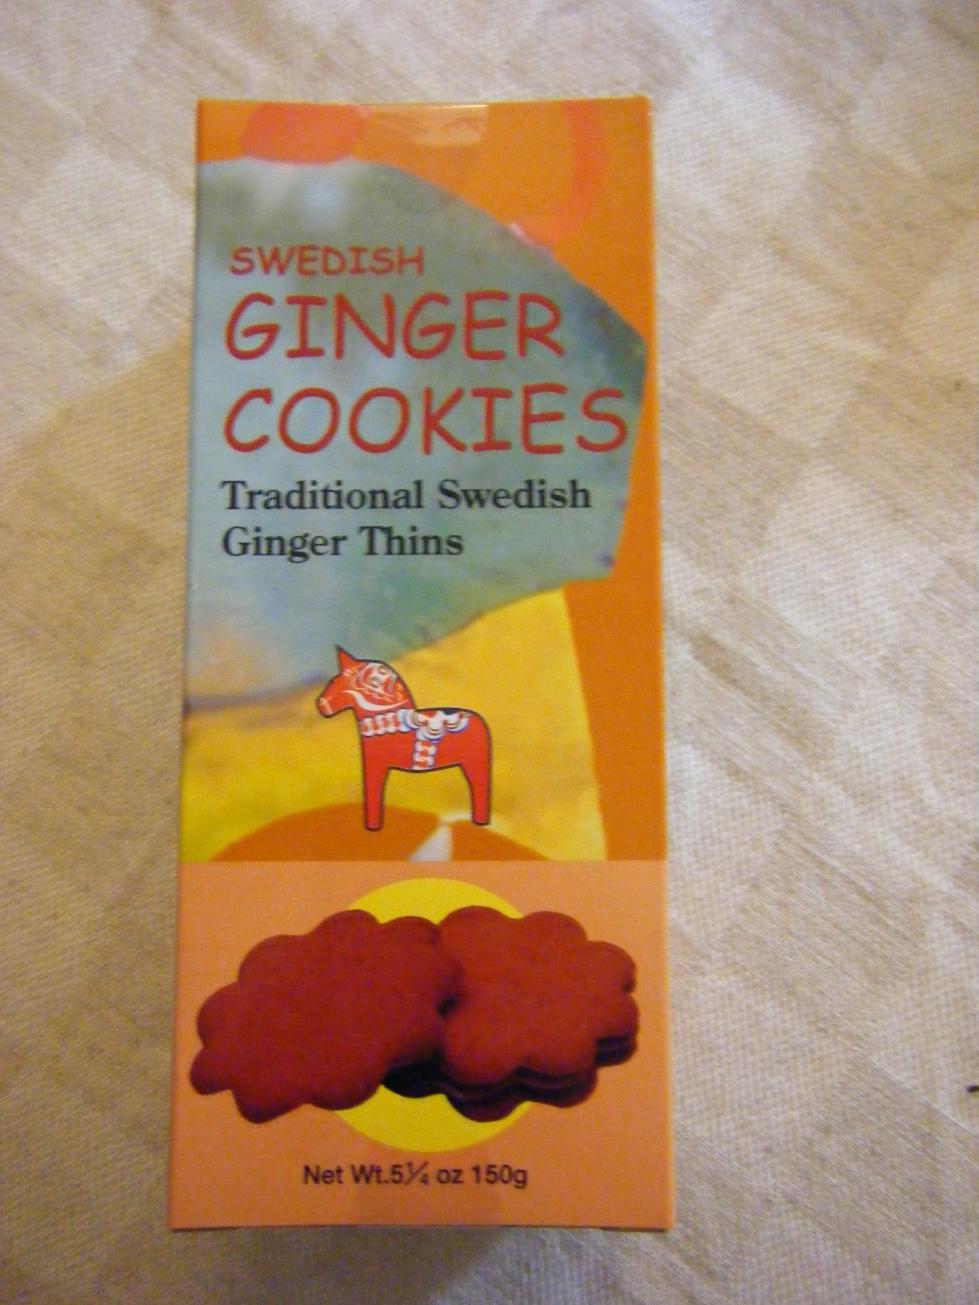 SWEDISH
GINGER
COOKIES
Traditional Swedish
Ginger Thins
Net Wt.5¼ oz 150g